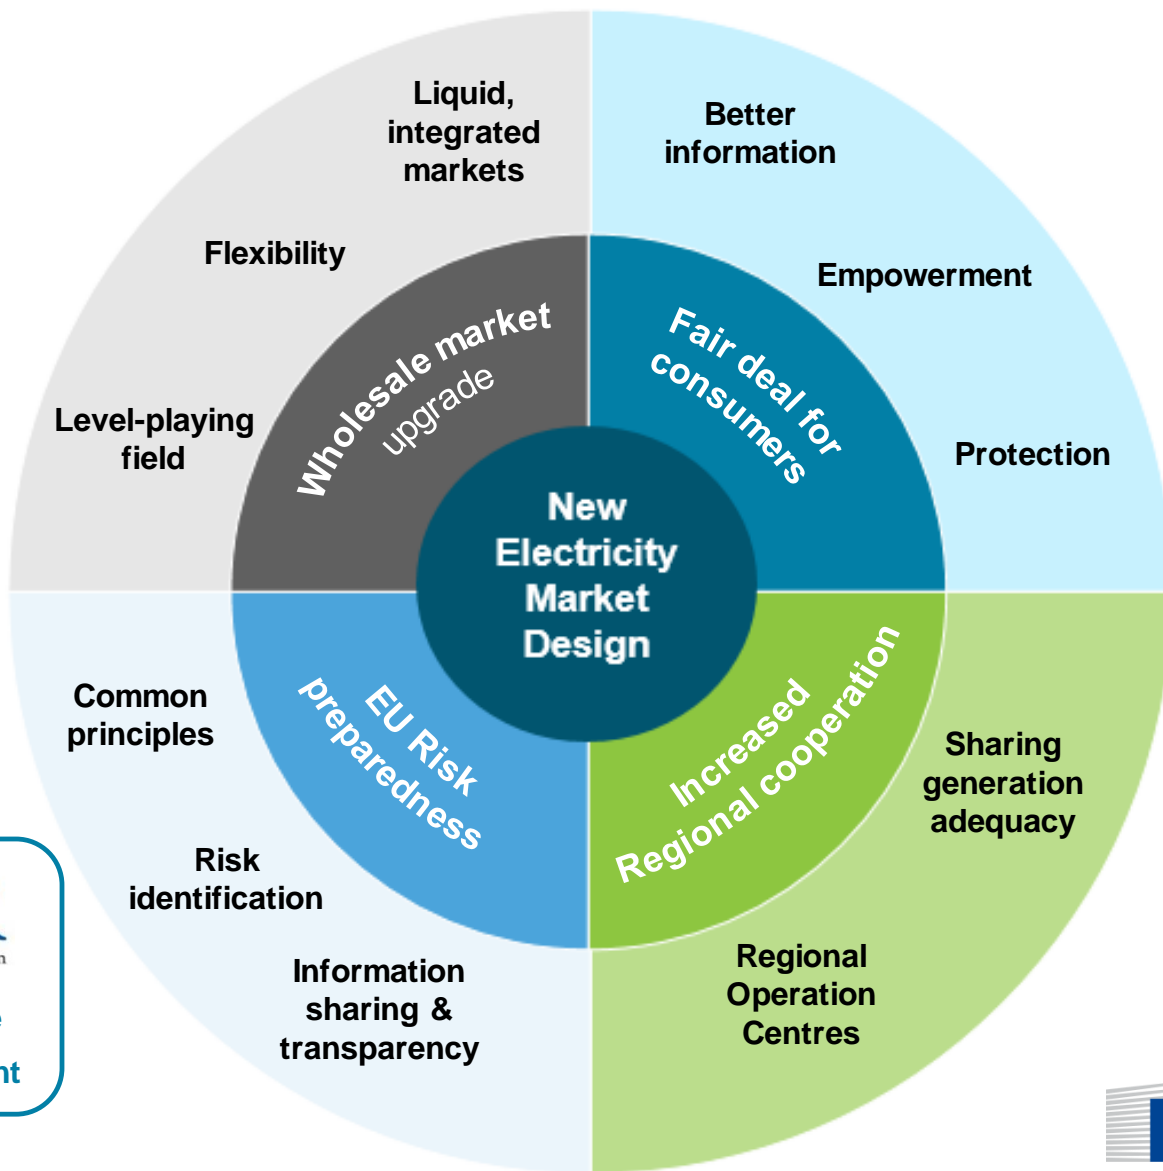 Liquid,
integrated
markets
Flexibility
Level-playing
field
Better
information
Empowerment
Protection
Wholesale market
upgrade
Fair deal for
consumers
New
Electricity
Market
Design
EU Risk
preparedness
Increased
Regional cooperation
Common
principles
Risk
identification
Information
sharing &
transparency
Sharing
generation
adequacy
Regional
Operation
Centres